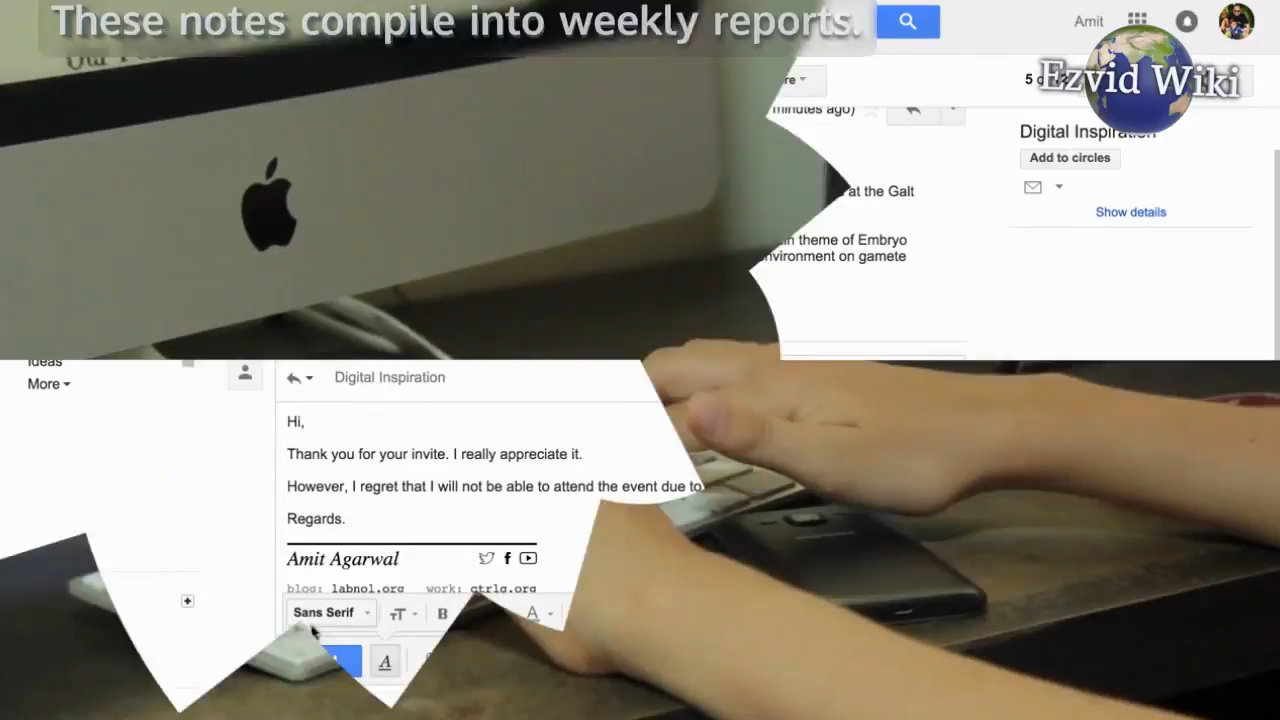 These notes compile into weekly reports.
Amit
Ezvid Wiki
5 o
minutes ago)
Digital Inspiration
Add to circles
at the Galt
Show details
in theme of Embryo
nvironment on gamete
Ideas
More
Digital Inspiration
Hi,
Thank you for your invite. I really appreciate it.
However, I regret that I will not be able to attend the event due to
Regards.
Amit Agarwal
blog: labnol.org work: ctrlq.org
Sans Serif
B
A
A